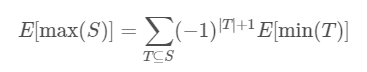 E[max(S)] = ∑_{T⊆S} (-1)^{|T|+1} E[min(T)]